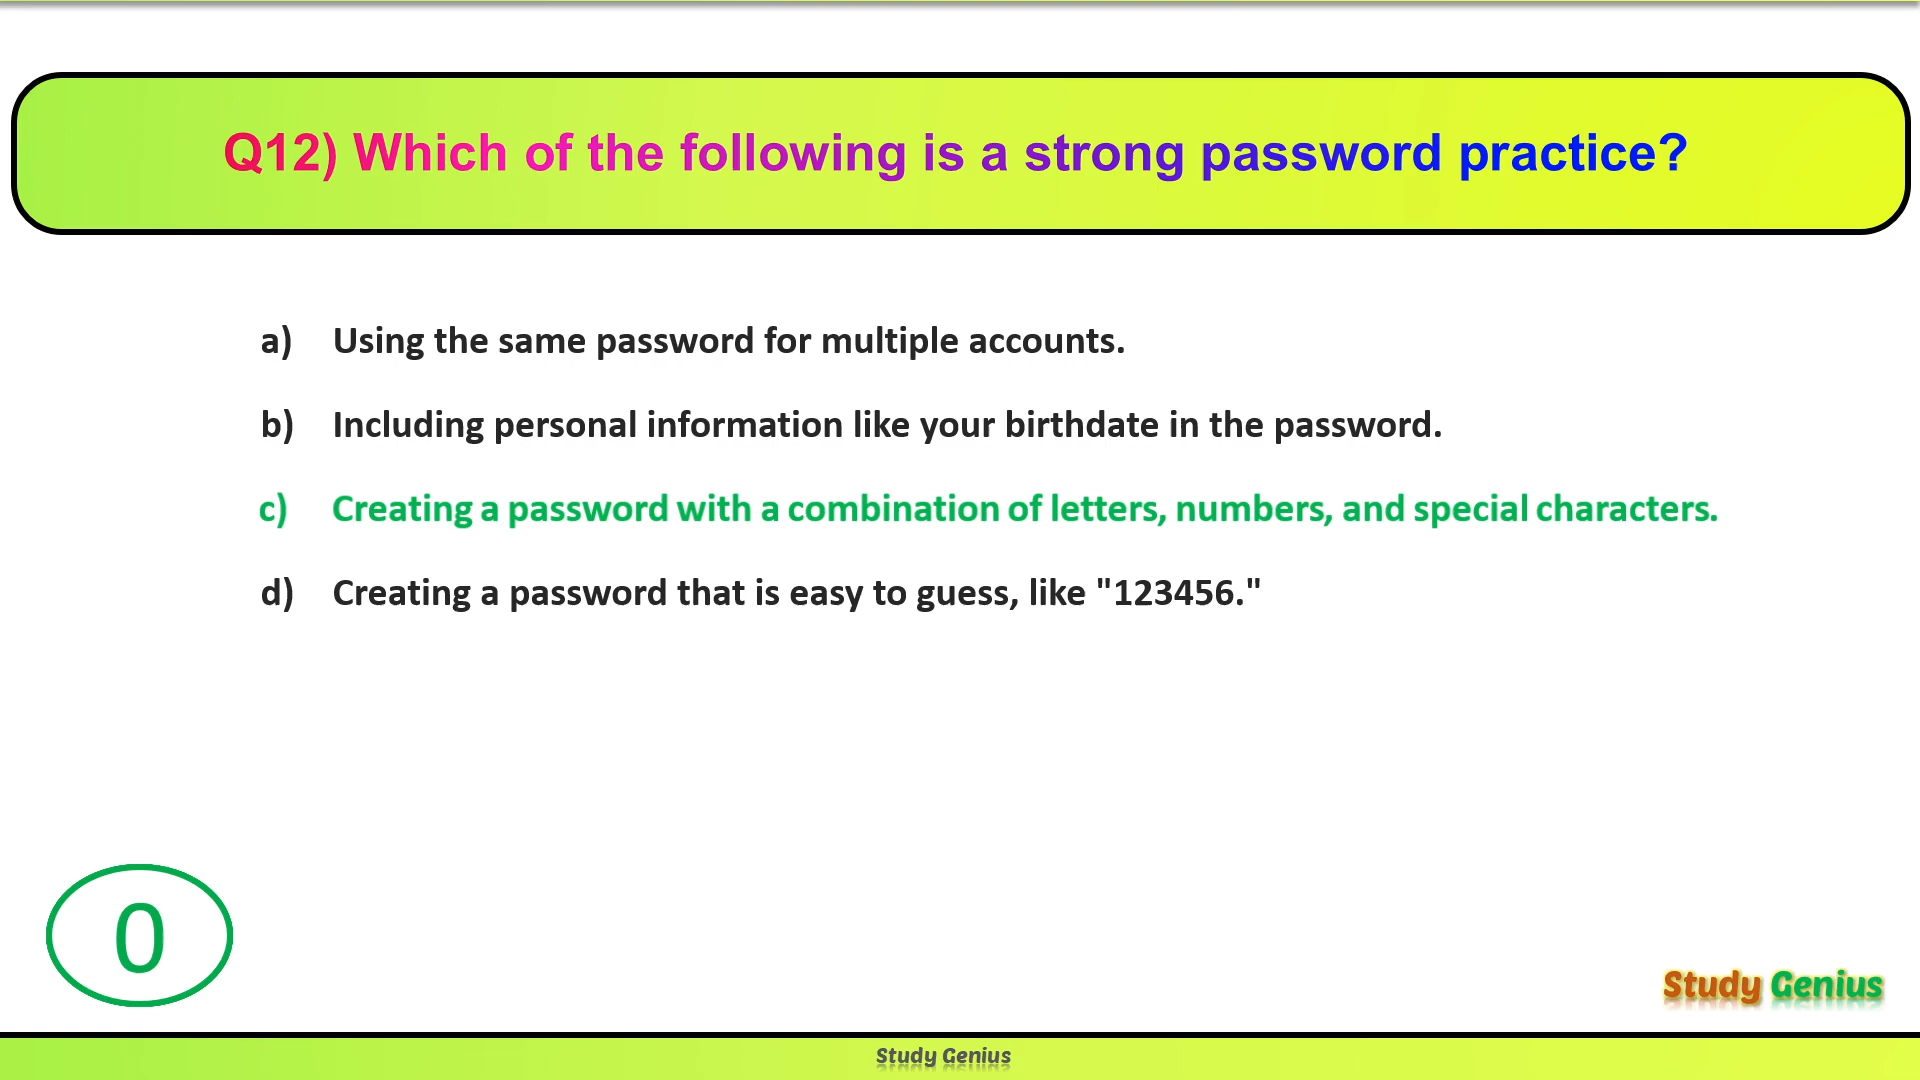 Q12) Which of the following is a strong password practice?
a) Using the same password for multiple accounts.
b) Including personal information like your birthdate in the password.
c) Creating a password with a combination of letters, numbers, and special characters.
d) Creating a password that is easy to guess, like "123456."
0
Study Genius
Study Genius